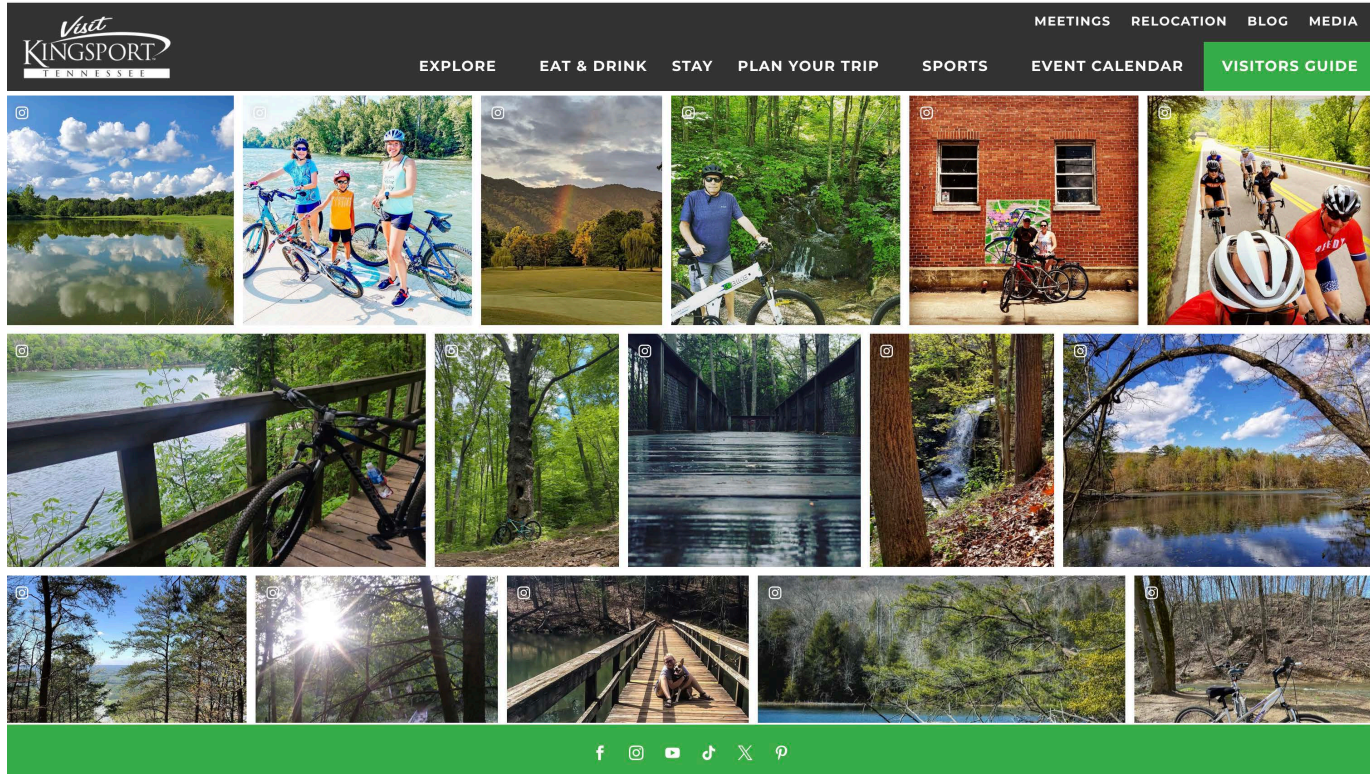 MEETINGS RELOCATION BLOG MEDIA
Visit
KINGSPORT
TENNESSEE
EXPLORE EAT & DRINK STAY PLAN YOUR TRIP SPORTS EVENT CALENDAR VISITORS GUIDE